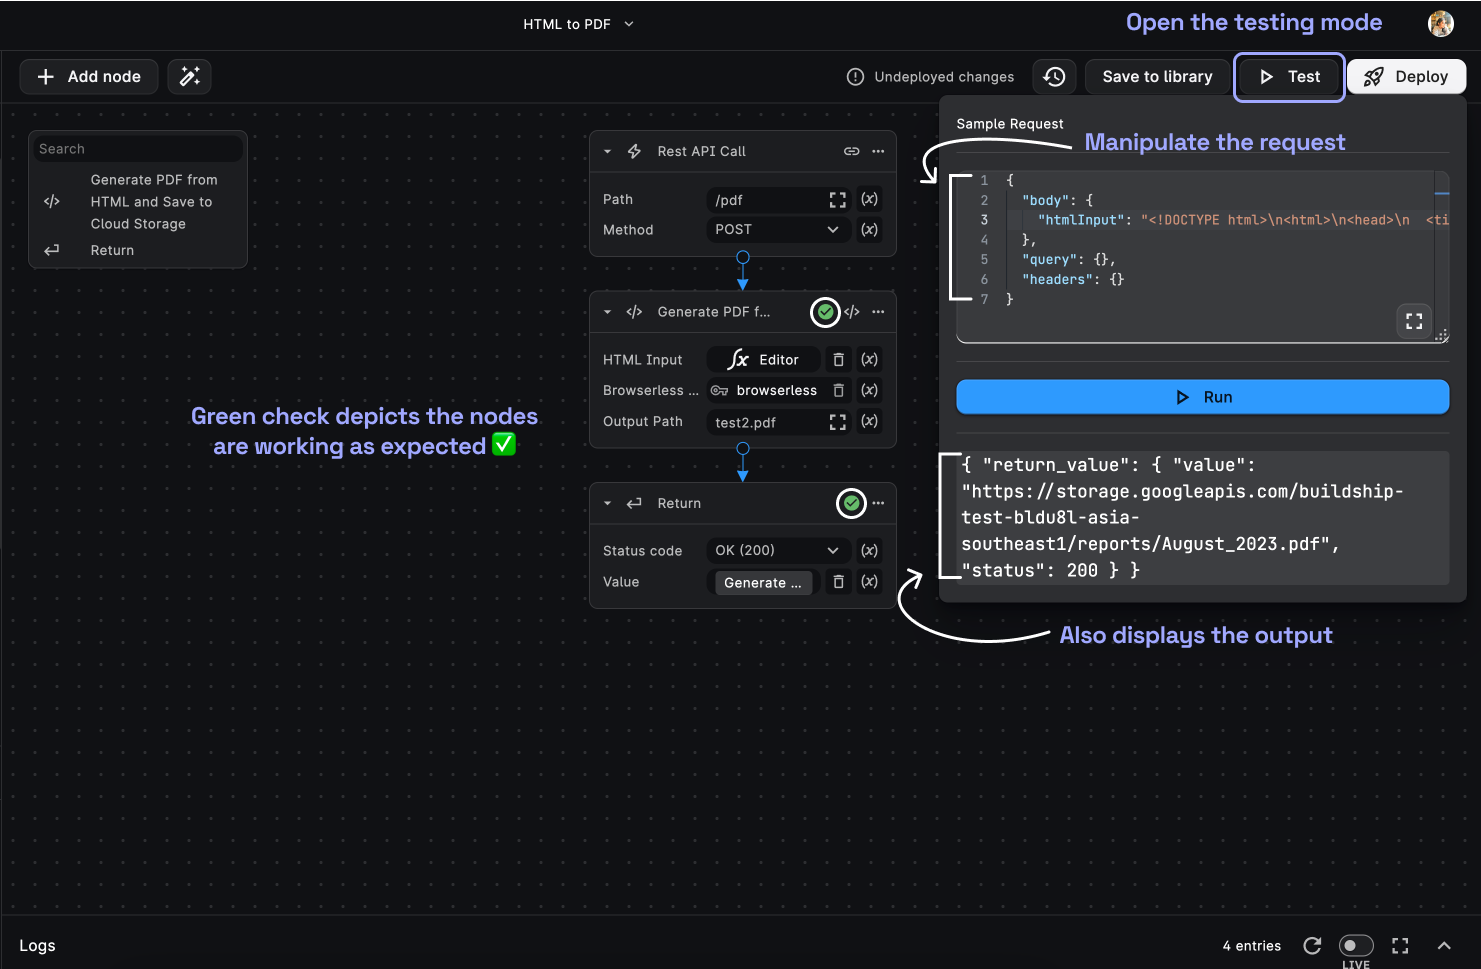 HTML to PDF
Open the testing mode
Add node
Undeployed changes
Save to library
Test
Deploy
Search
Generate PDF from
HTML and Save to
Cloud Storage
Return
Rest API Call
Path
/pdf
(x)
Method
POST
(x)
Generate PDF f...
HTML Input
fx Editor
(x)
Browserless ...
browserless
(x)
Output Path
test2.pdf
(x)
Return
Status code
OK (200)
(x)
Value
Generate ...
(x)
Green check depicts the nodes
are working as expected ✅
Sample Request
Manipulate the request
1 {
2 "body": {
3 "htmlInput": "<!DOCTYPE html>\n<html>\n<head>\n  <ti
4 },
5 "query": {},
6 "headers": {}
7 }
Run
{ "return_value": { "value":
"https://storage.googleapis.com/buildship-
test-bldu8l-asia-
southeast1/reports/August_2023.pdf",
"status": 200 } }
Also displays the output
Logs
4 entries
LIVE